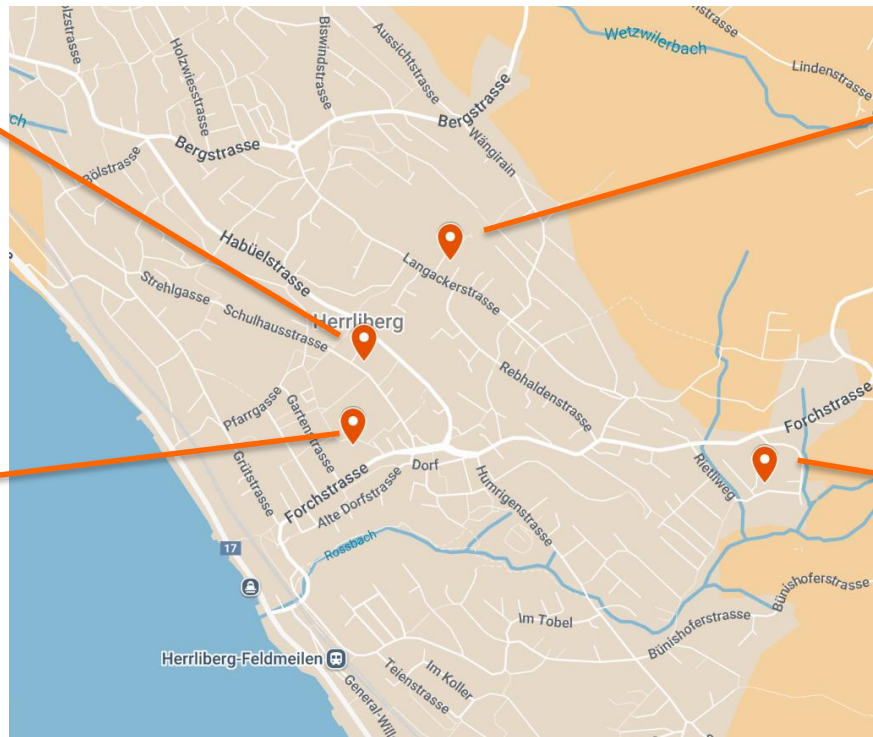 Wetzwilerbach
Lindenstrasse
Aussichtstrasse
Biswindstrasse
Holzwiesstrasse
Bergstrasse
Wängirain
Bergstrasse
Bölstrasse
Habüelstrasse
Langackerstrasse
Strehlgasse
Schulhausstrasse
Herrliberg
Rebhaldenstrasse
Forchstrasse
Pfarrgasse
Gartenstrasse
Grütstrasse
Forchstrasse
Dorf
Alte Dorfstrasse
Humrigenstrasse
Rietliweg
17
Rossbach
Bünishoferstrasse
Im Tobel
Bünishoferstrasse
Herrliberg-Feldmeilen
Im Koller
Teienstrasse